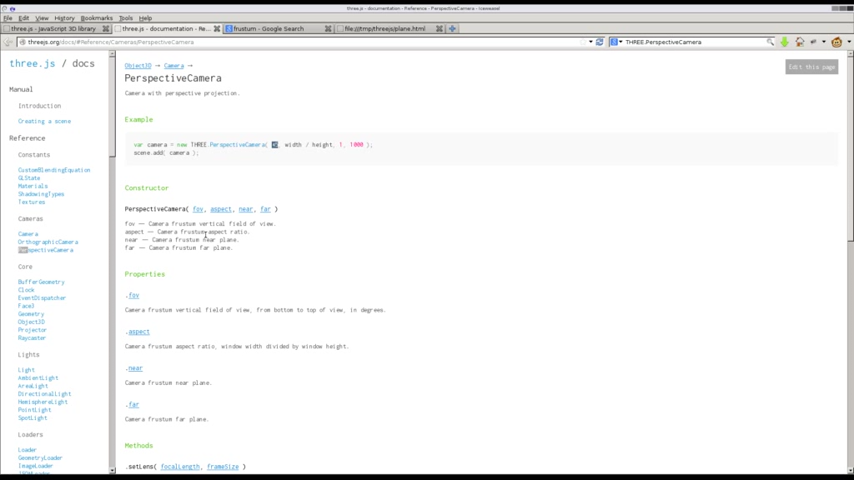 three.js - documentation - Reference - PerspectiveCamera - Iceweasel
File Edit View History Bookmarks Tools Help
three.js - JavaScript 3D library
three.js - documentation - Re...
frustum - Google Search
file:///tmp/threejs/plane.html
threejs.org/docs/#Reference/Cameras/PerspectiveCamera
THREE.PerspectiveCamera
three.js / docs
Manual
Introduction
Creating a scene
Reference
Constants
CustomBlendingEquation
GLState
Materials
ShadowingTypes
Textures
Cameras
Camera
OrthographicCamera
PerspectiveCamera
Core
BufferGeometry
Clock
EventDispatcher
Face3
Geometry
Object3D
Projector
Raycaster
Lights
Light
AmbientLight
AreaLight
DirectionalLight
HemisphereLight
PointLight
SpotLight
Loaders
Loader
GeometryLoader
ImageLoader
Object3D → Camera →
Edit this page
PerspectiveCamera
Camera with perspective projection.
Example
var camera = new THREE.PerspectiveCamera( , width / height, 1, 1000 );
scene.add( camera );
Constructor
PerspectiveCamera( fov, aspect, near, far )
fov — Camera frustum vertical field of view.
aspect — Camera frustum aspect ratio.
near — Camera frustum near plane.
far — Camera frustum far plane.
Properties
.fov
Camera frustum vertical field of view, from bottom to top of view, in degrees.
.aspect
Camera frustum aspect ratio, window width divided by window height.
.near
Camera frustum near plane.
.far
Camera frustum far plane.
Methods
.setLens( focalLength, frameSize )